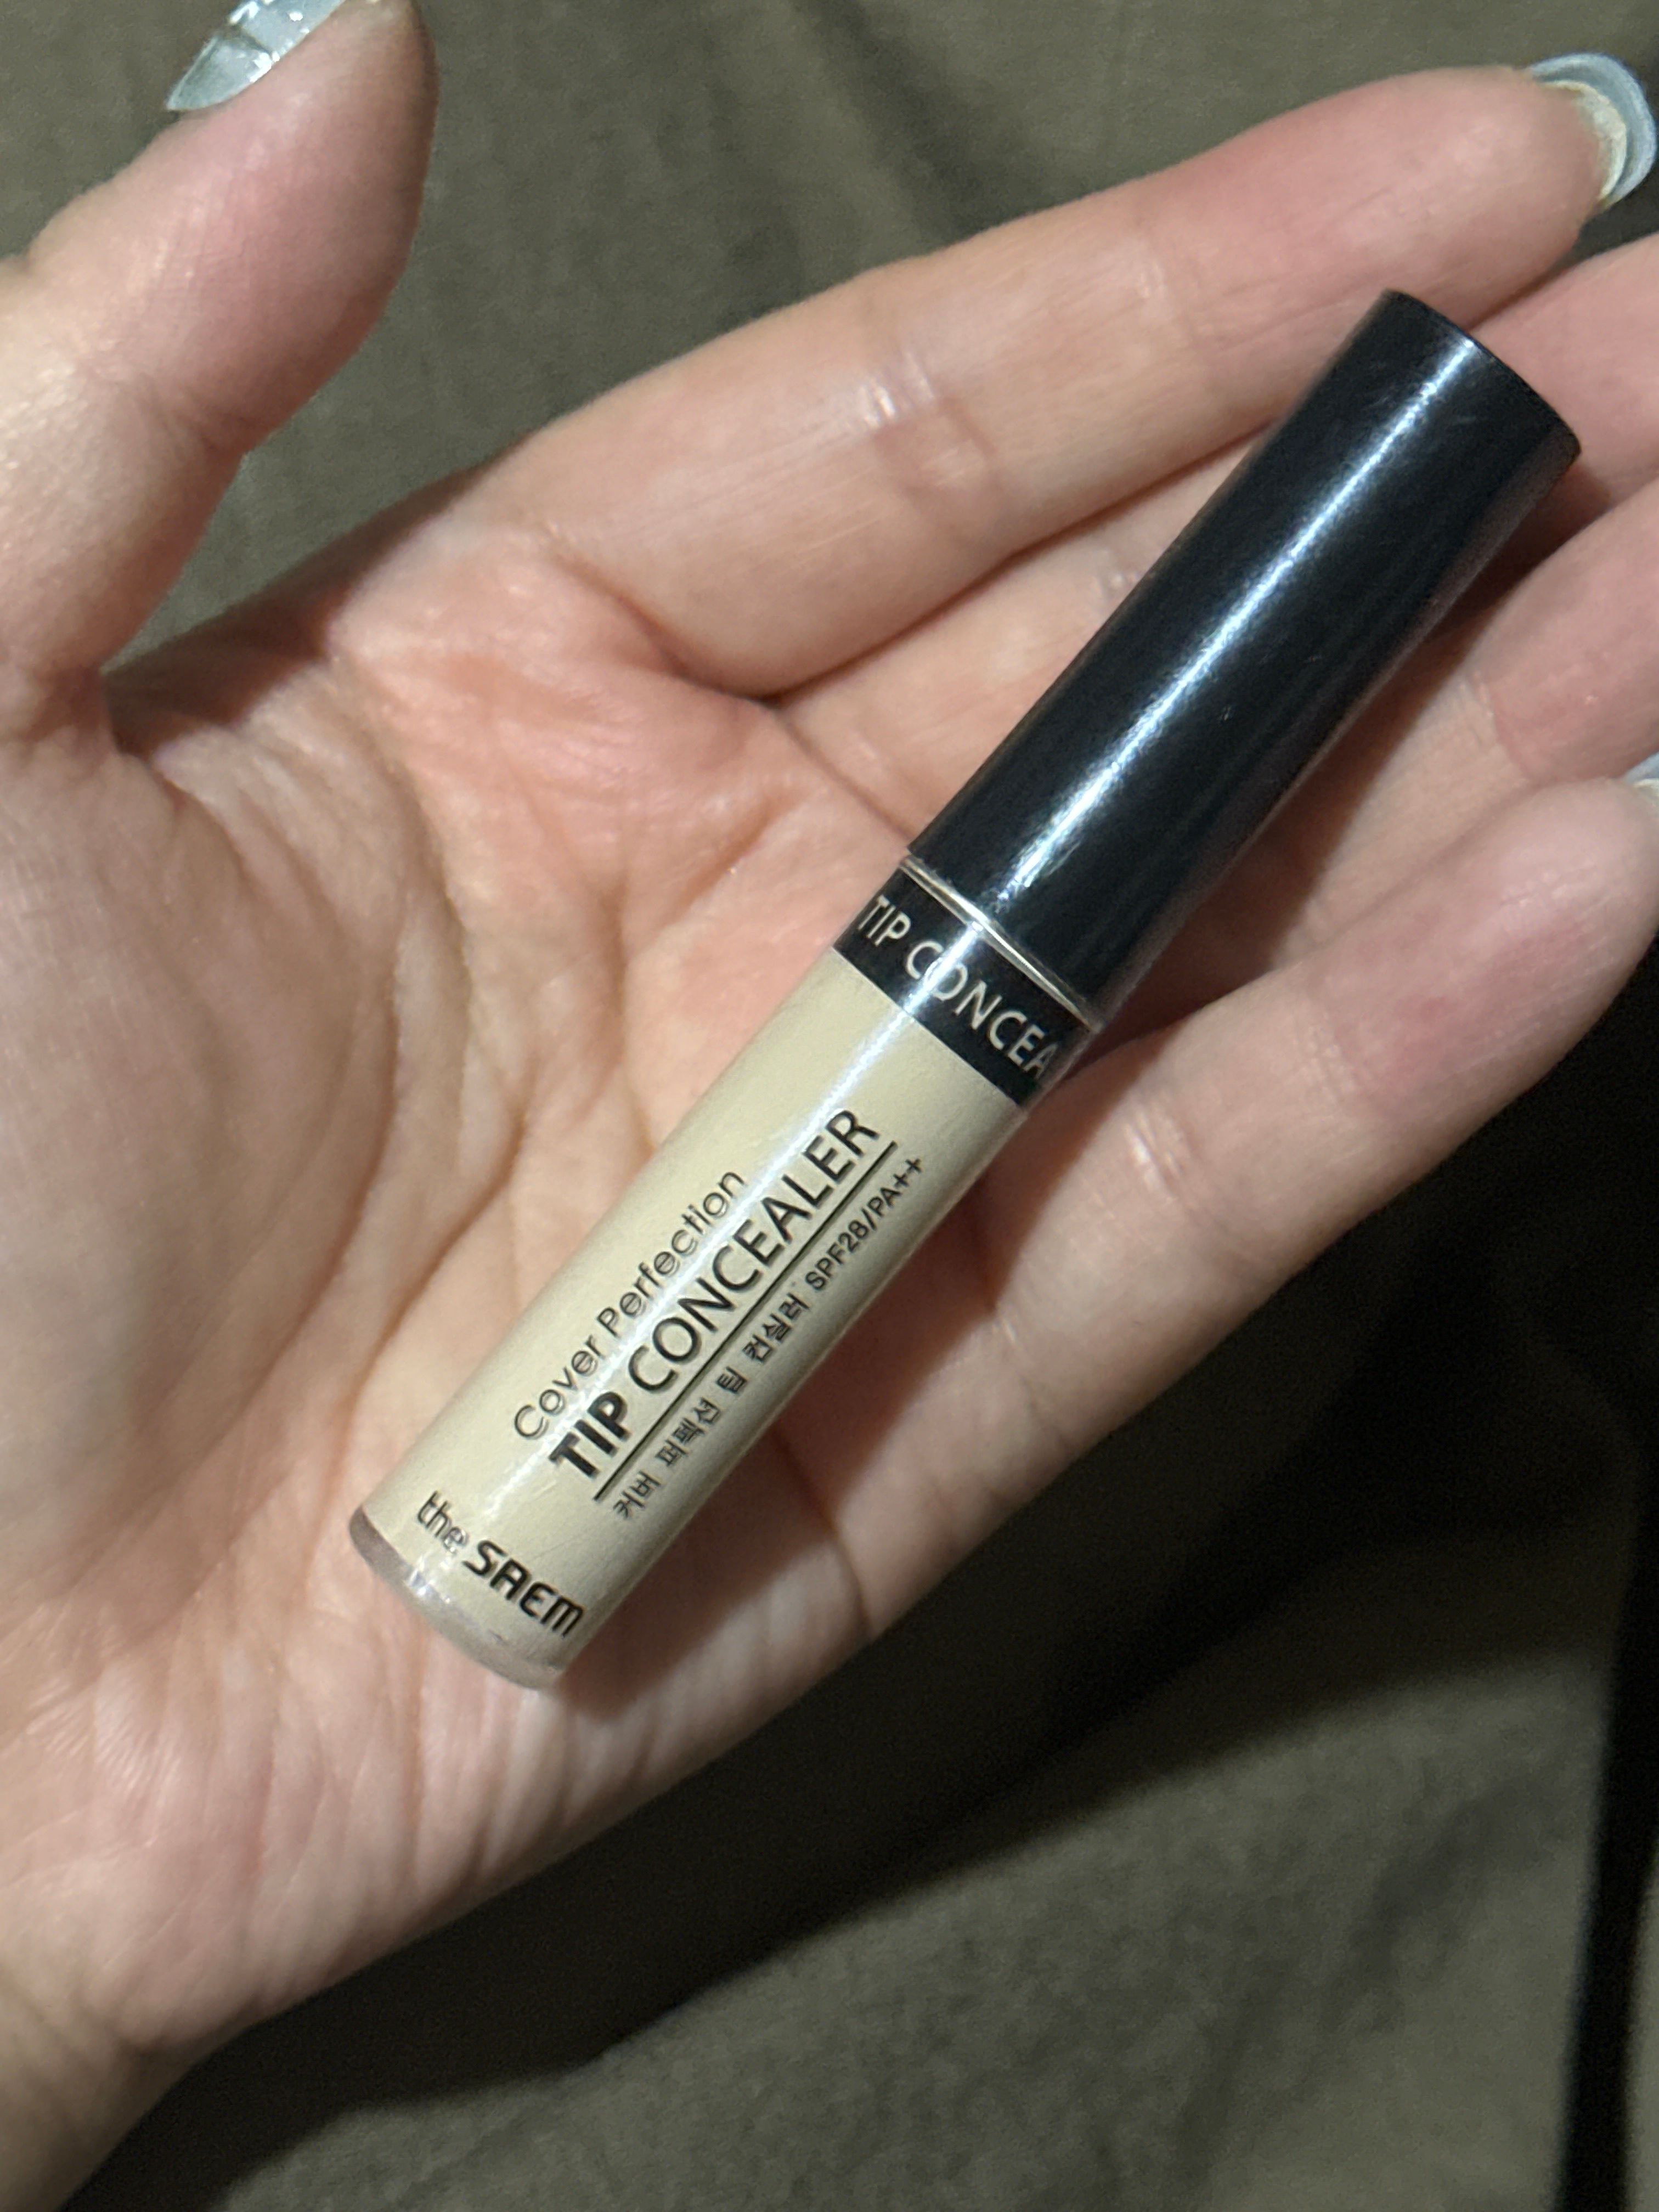 TIP CONCEA
Cover Perfection
TIP CONCEALER
커버 퍼펙션 팁 컨실러 SPF28/PA++
the SAEM